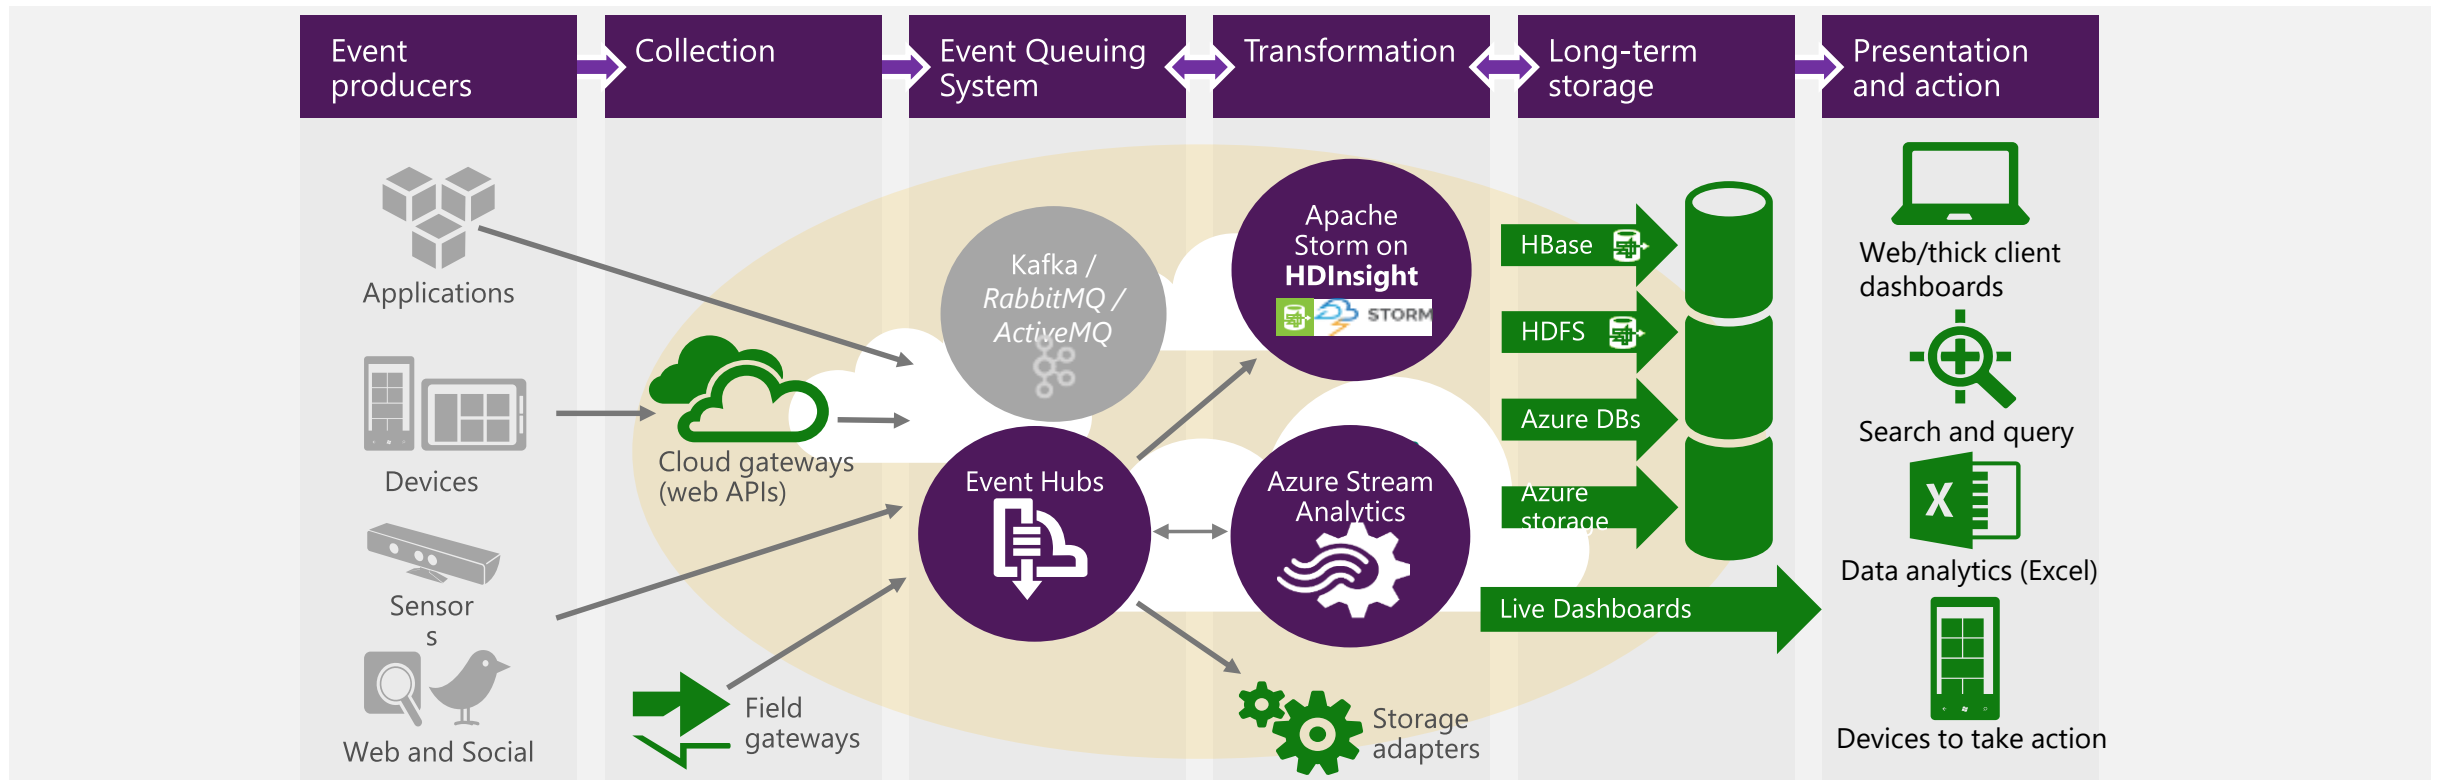 Event
producers
Collection
Event Queuing
System
Transformation
Long-term
storage
Presentation
and action
Applications
Devices
Sensor
s
Web and Social
Cloud gateways
(web APIs)
Field
gateways
Kafka /
RabbitMQ /
ActiveMQ
Event Hubs
Apache
Storm on
HDInsight
STORM
Azure Stream
Analytics
Storage
adapters
HBase
HDFS
Azure DBs
Azure
storage
Live Dashboards
Web/thick client
dashboards
Search and query
X
Data analytics (Excel)
Devices to take action